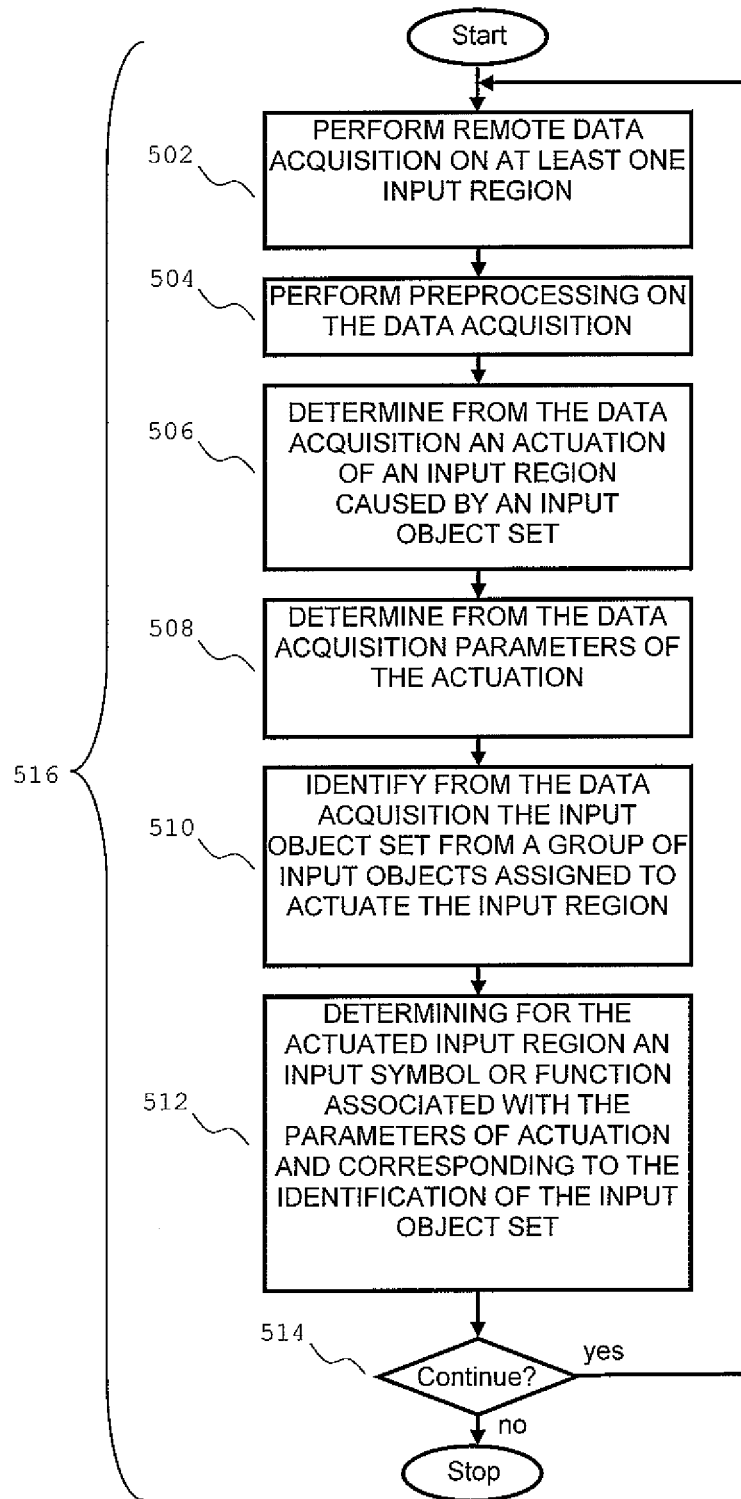 Start
502
PERFORM REMOTE DATA
ACQUISITION ON AT LEAST ONE
INPUT REGION
504
PERFORM PREPROCESSING ON
THE DATA ACQUISITION
506
DETERMINE FROM THE DATA
ACQUISITION AN ACTUATION
OF AN INPUT REGION
CAUSED BY AN INPUT
OBJECT SET
508
DETERMINE FROM THE DATA
ACQUISITION PARAMETERS OF
THE ACTUATION
516
510
IDENTIFY FROM THE DATA
ACQUISITION THE INPUT
OBJECT SET FROM A GROUP OF
INPUT OBJECTS ASSIGNED TO
ACTUATE THE INPUT REGION
512
DETERMINING FOR THE
ACTUATED INPUT REGION AN
INPUT SYMBOL OR FUNCTION
ASSOCIATED WITH THE
PARAMETERS OF ACTUATION
AND CORRESPONDING TO THE
IDENTIFICATION OF THE INPUT
OBJECT SET
514
Continue?
yes
no
Stop